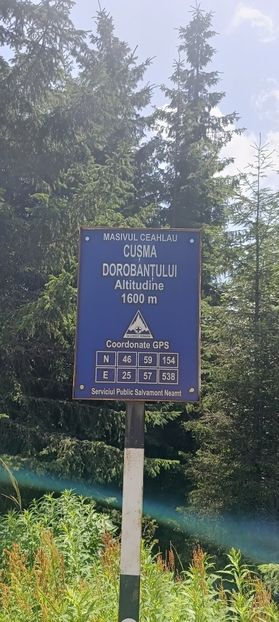 MASIVUL CEAHLAU
CUȘMA
DOROBANTULUI
Altitudine
1600 m
Coordonate GPS
N 46 59 154
E 25 57 538
Serviciul Public Salvamont Neamt